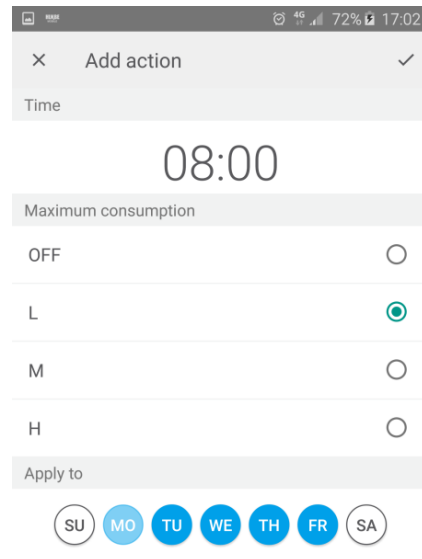 4G 72% 17:02
Add action
Time
08:00
Maximum consumption
OFF
L
M
H
Apply to
SU MO TU WE TH FR SA